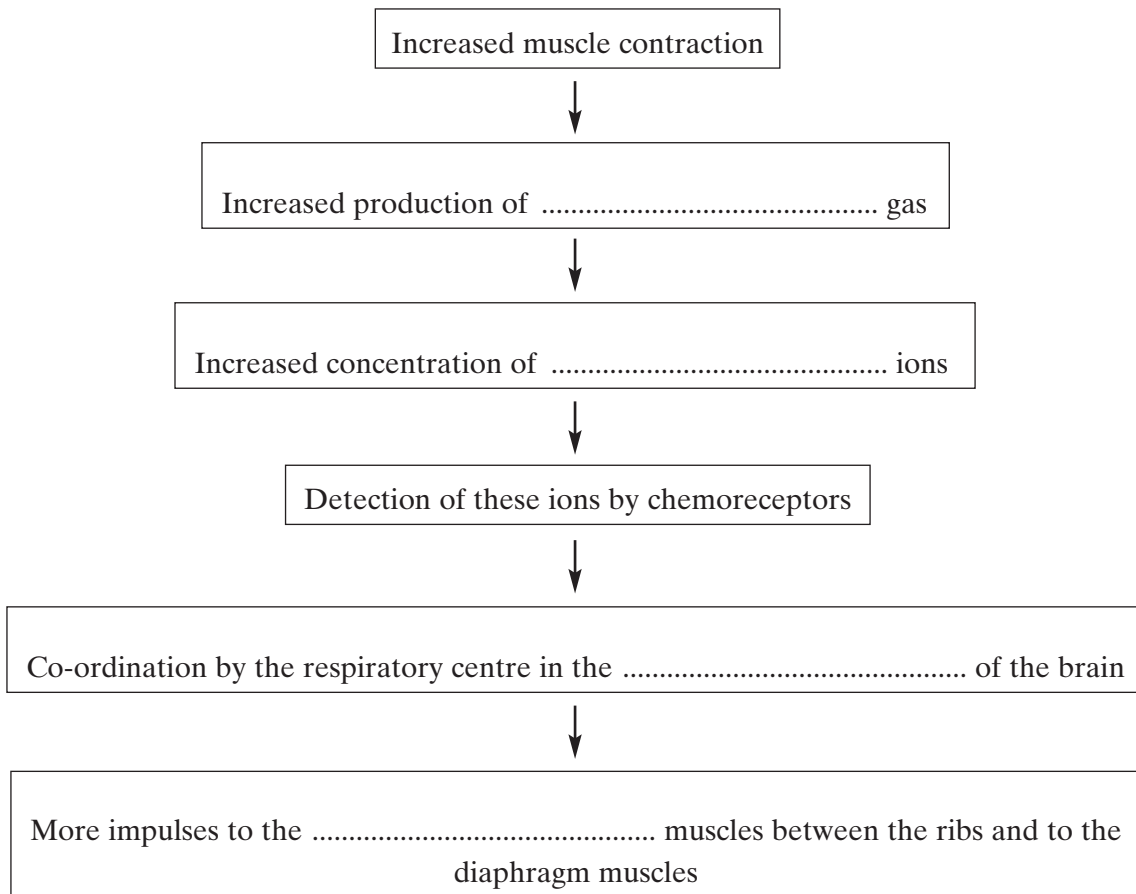 Increased muscle contraction
Increased production of ............................................. gas
Increased concentration of ............................................. ions
Detection of these ions by chemoreceptors
Co-ordination by the respiratory centre in the .............................................. of the brain
More impulses to the .............................................. muscles between the ribs and to the
diaphragm muscles